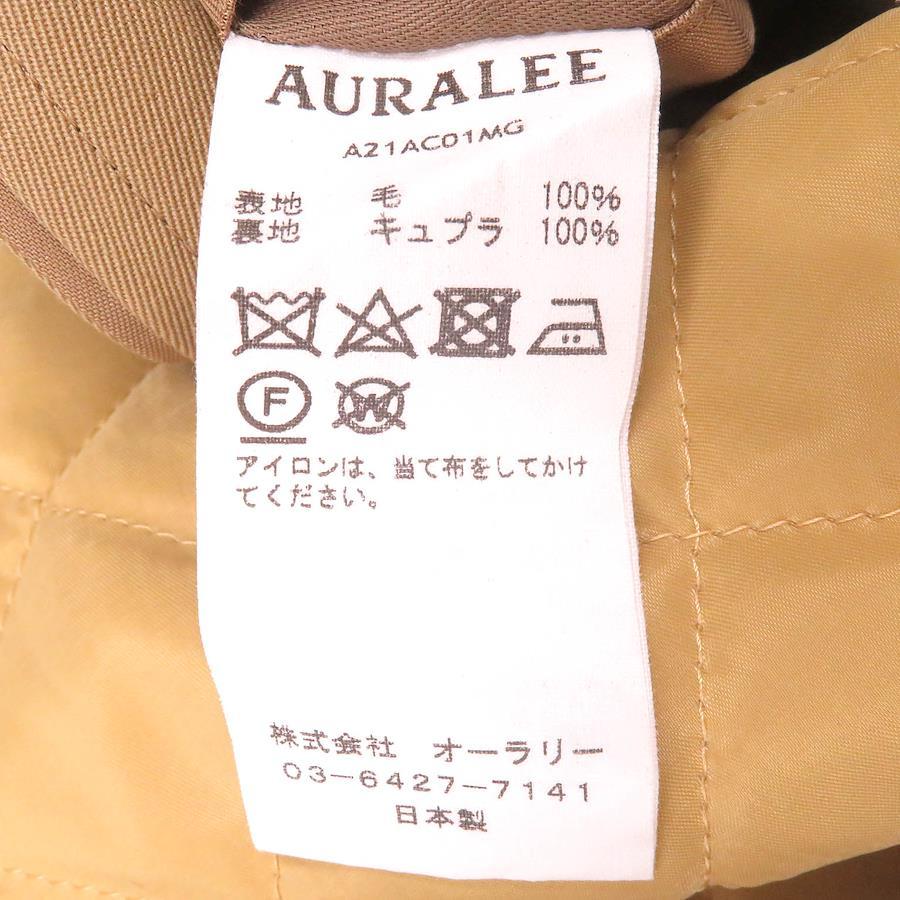 AURALEE
A21AC01MG
表地 毛 100%
裏地 キュプラ 100%
F W
アイロンは、当て布をしてかけ
てください。
株式会社 オーラリー
03-6427-7141
日本製